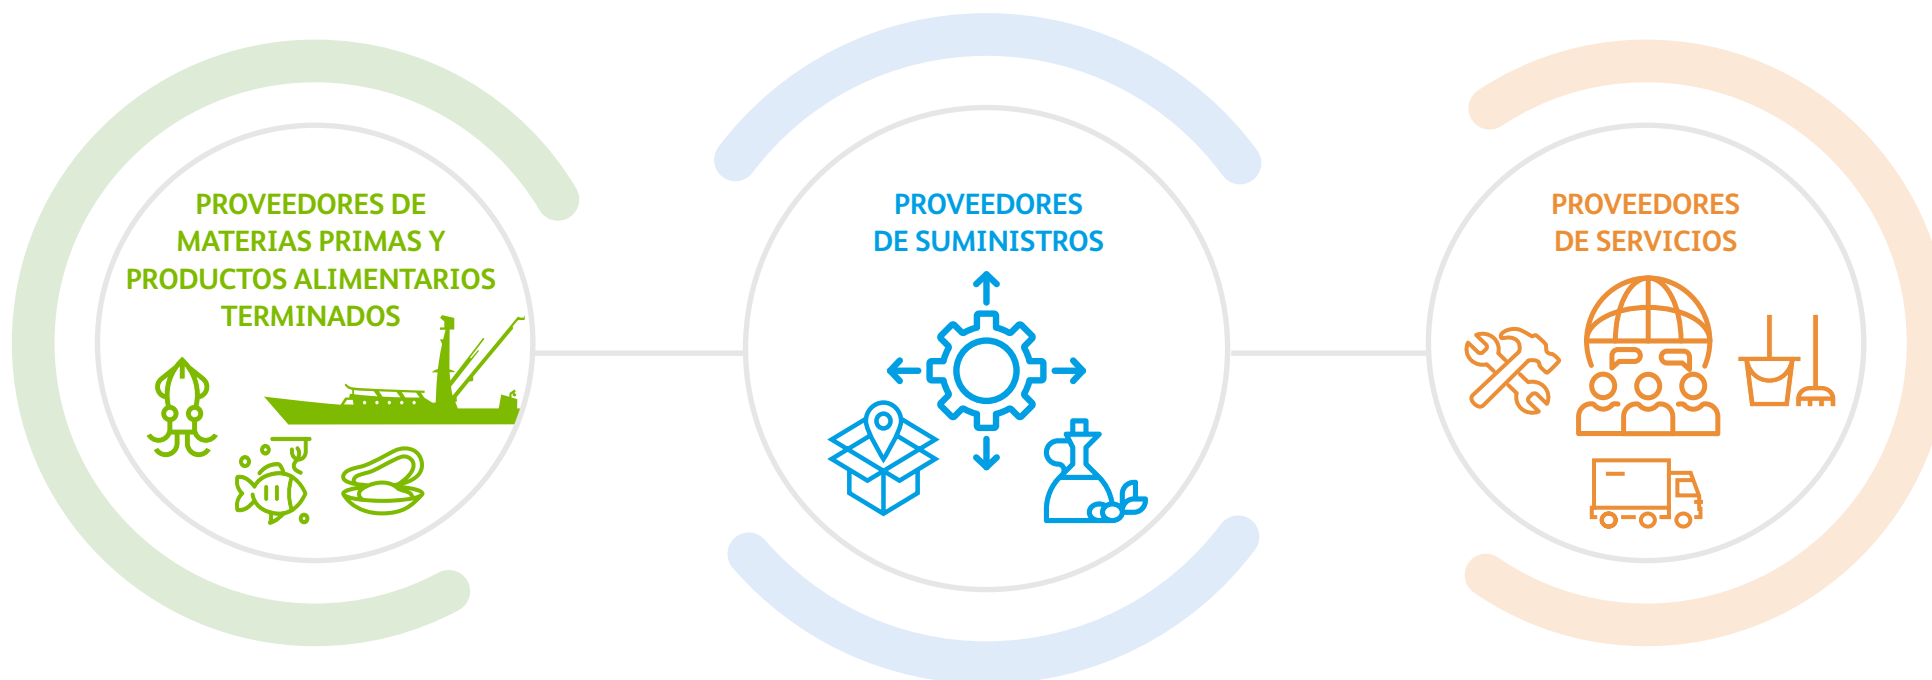 PROVEEDORES DE
MATERIAS PRIMAS Y
PRODUCTOS ALIMENTARIOS
TERMINADOS
PROVEEDORES
DE SUMINISTROS
PROVEEDORES
DE SERVICIOS